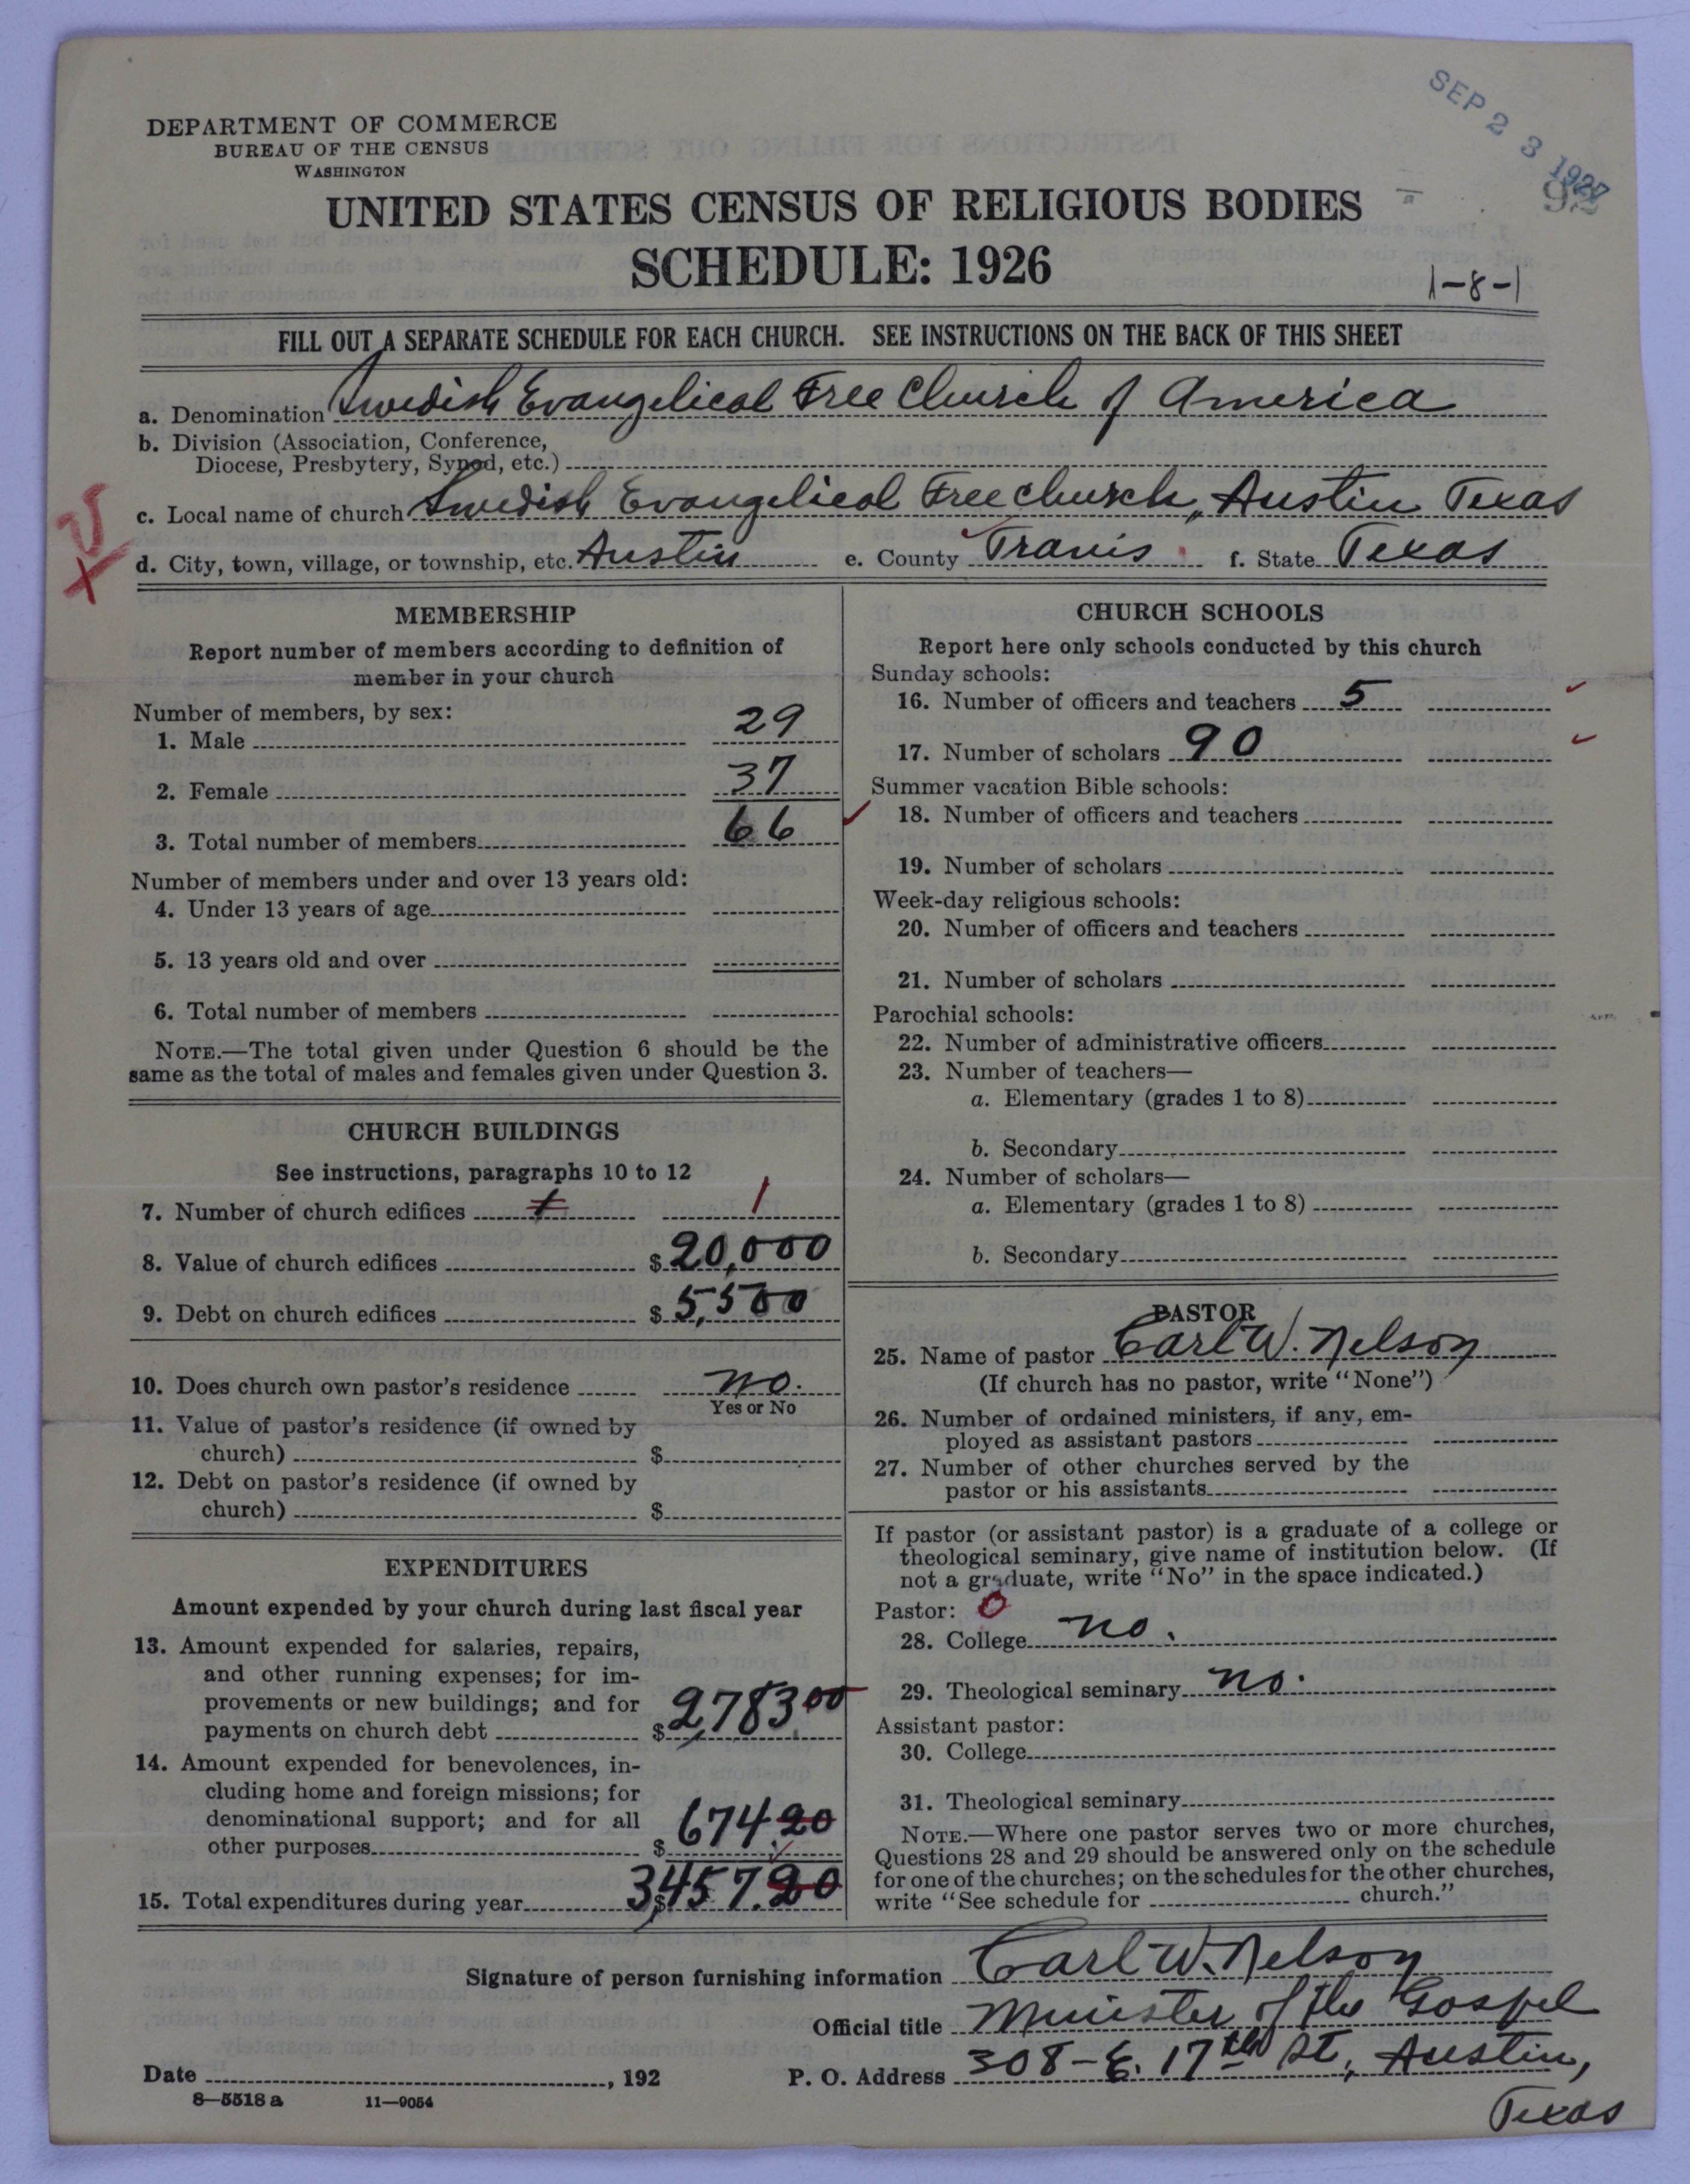 SEP 23 1927
92
DEPARTMENT OF COMMERCE
BUREAU OF THE CENSUS
WASHINGTON
UNITED STATES CENSUS OF RELIGIOUS BODIES
SCHEDULE: 1926
1-8-1
FILL OUT A SEPARATE SCHEDULE FOR EACH CHURCH. SEE INSTRUCTIONS ON THE BACK OF THIS SHEET
a. Denomination Swedish Evangelical Free Church of America
b. Division (Association, Conference,
Diocese, Presbytery, Synod, etc.)
c. Local name of church Swedish Evangelical Free Church, Austin Texas
d. City, town, village, or township, etc. Austin e. County Travis f. State Texas
MEMBERSHIP
Report number of members according to definition of
member in your church
Number of members, by sex:
1. Male 29
2. Female 37
3. Total number of members 66
Number of members under and over 13 years old:
4. Under 13 years of age
5. 13 years old and over
6. Total number of members
NOTE.—The total given under Question 6 should be the
same as the total of males and females given under Question 3.
CHURCH BUILDINGS
See instructions, paragraphs 10 to 12
7. Number of church edifices 1 1
8. Value of church edifices $ 20,000
9. Debt on church edifices $ 5,500
10. Does church own pastor's residence no.
Yes or No
11. Value of pastor's residence (if owned by
church) $
12. Debt on pastor's residence (if owned by
church) $
EXPENDITURES
Amount expended by your church during last fiscal year
13. Amount expended for salaries, repairs,
and other running expenses; for im-
provements or new buildings; and for
payments on church debt $ 2,783.00
14. Amount expended for benevolences, in-
cluding home and foreign missions; for
denominational support; and for all
other purposes $ 674.20
15. Total expenditures during year $ 3,457.20
CHURCH SCHOOLS
Report here only schools conducted by this church
Sunday schools:
16. Number of officers and teachers 5
17. Number of scholars 90
Summer vacation Bible schools:
18. Number of officers and teachers
19. Number of scholars
Week-day religious schools:
20. Number of officers and teachers
21. Number of scholars
Parochial schools:
22. Number of administrative officers
23. Number of teachers—
a. Elementary (grades 1 to 8)
b. Secondary
24. Number of scholars—
a. Elementary (grades 1 to 8)
b. Secondary
PASTOR
25. Name of pastor Carl W. Nelson
(If church has no pastor, write "None")
26. Number of ordained ministers, if any, em-
ployed as assistant pastors
27. Number of other churches served by the
pastor or his assistants
If pastor (or assistant pastor) is a graduate of a college or
theological seminary, give name of institution below. (If
not a graduate, write "No" in the space indicated.)
Pastor: 0
28. College no.
29. Theological seminary no.
Assistant pastor:
30. College
31. Theological seminary
NOTE.—Where one pastor serves two or more churches,
Questions 28 and 29 should be answered only on the schedule
for one of the churches; on the schedules for the other churches,
write "See schedule for church."
Signature of person furnishing information Carl W. Nelson
Official title Minister of the Gospel
Date , 192 P. O. Address 308-E. 17th St., Austin,
Texas
8—5518 a 11—9054